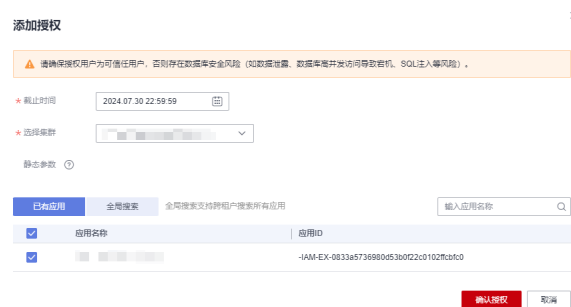 添加授权
请确保授权用户为可信任用户，否则存在数据库安全风险（如数据泄露、数据库高并发访问导致宕机、SQL注入等风险）。
* 截止时间 2024.07.30 22:59:59
* 选择集群
静态参数 ?
已有应用 全局搜索 全局搜索支持跨租户搜索所有应用 输入应用名称
应用名称 应用ID
-IAM-EX-0833a5736980d53b0f22c0102ffcbfc0
确认授权 取消